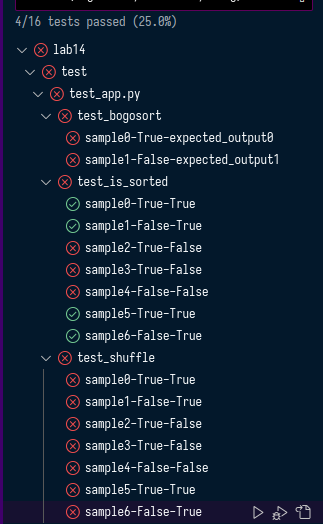 4/16 tests passed (25.0%)
lab14
test
test_app.py
test_bogosort
sample0-True-expected_output0
sample1-False-expected_output1
test_is_sorted
sample0-True-True
sample1-False-True
sample2-True-False
sample3-True-False
sample4-False-False
sample5-True-True
sample6-False-True
test_shuffle
sample0-True-True
sample1-False-True
sample2-True-False
sample3-True-False
sample4-False-False
sample5-True-True
sample6-False-True